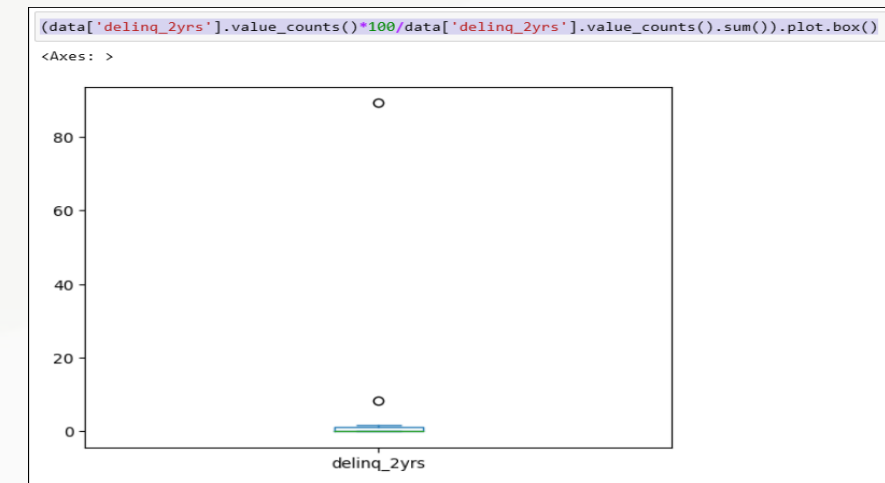 (data['delinq_2yrs'].value_counts()*100/data['delinq_2yrs'].value_counts().sum()).plot.box()
<Axes: >
80
60
40
20
0
delinq_2yrs